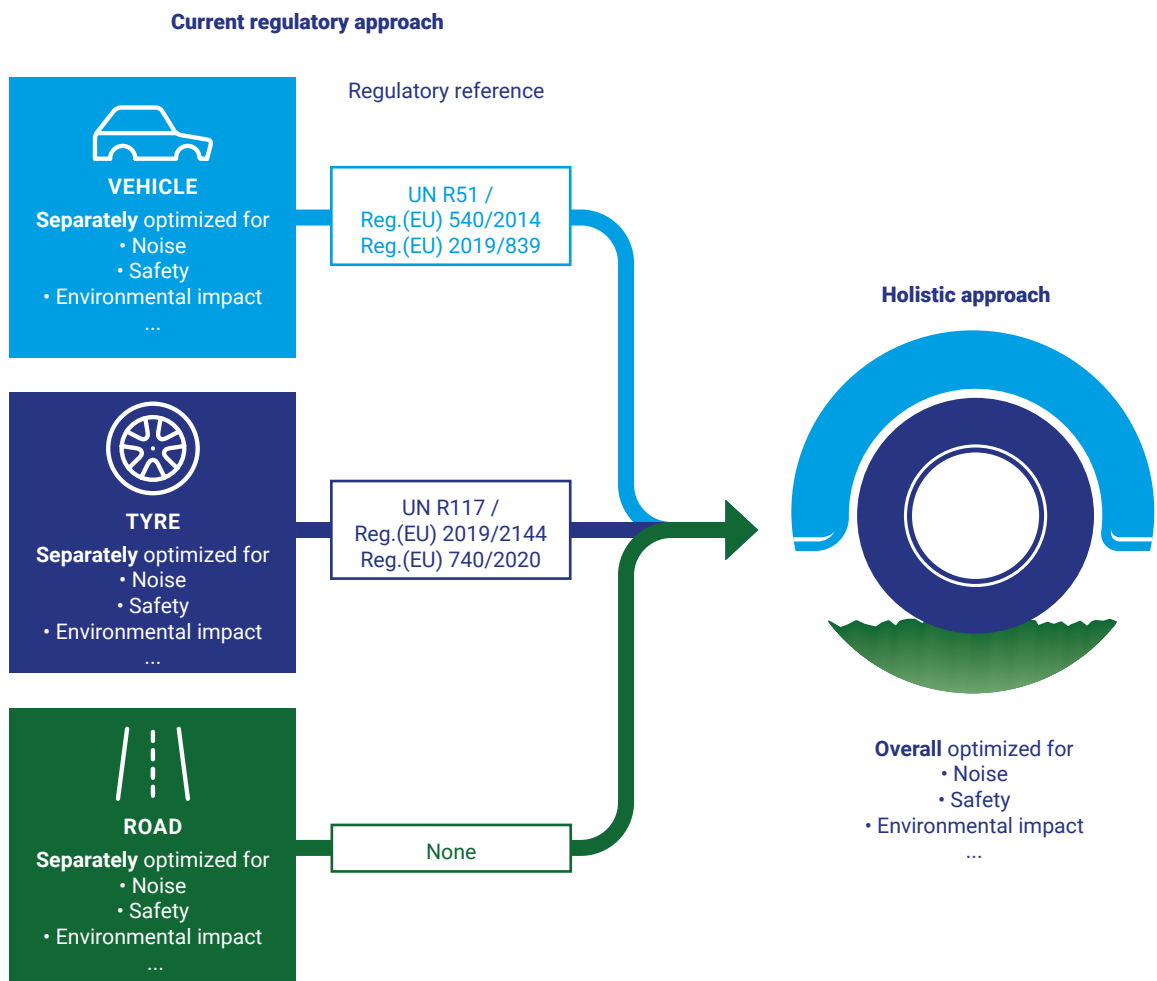 Current regulatory approach
Regulatory reference
VEHICLE
Separately optimized for
• Noise
• Safety
• Environmental impact
...
UN R51 /
Reg.(EU) 540/2014
Reg.(EU) 2019/839
TYRE
Separately optimized for
• Noise
• Safety
• Environmental impact
...
UN R117 /
Reg.(EU) 2019/2144
Reg.(EU) 740/2020
ROAD
Separately optimized for
• Noise
• Safety
• Environmental impact
...
None
Holistic approach
Overall optimized for
• Noise
• Safety
• Environmental impact
...